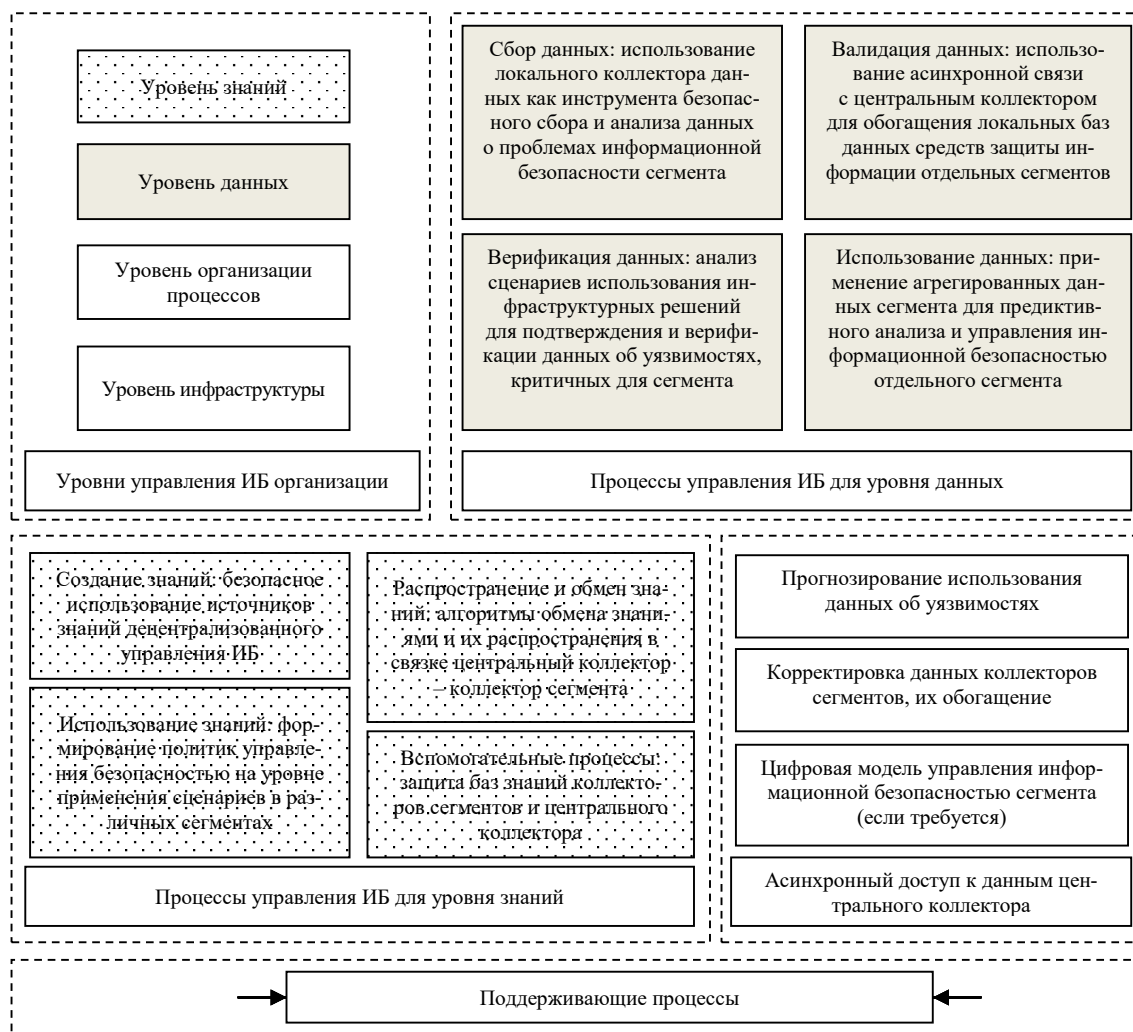 Уровень знаний
Уровень данных
Уровень организации
процессов
Уровень инфраструктуры
Уровни управления ИБ организации
Сбор данных: использование
локального коллектора дан-
ных как инструмента безопас-
ного сбора и анализа данных
о проблемах информационной
безопасности сегмента
Валидация данных: использо-
вание асинхронной связи
с центральным коллектором
для обогащения локальных баз
данных средств защиты ин-
формации отдельных сегментов
Верификация данных: анализ
сценариев использования ин-
фраструктурных решений
для подтверждения и верифи-
кации данных об уязвимостях,
критичных для сегмента
Использование данных: при-
менение агрегированных дан-
ных сегмента для предиктив-
ного анализа и управления ин-
формационной безопасностью
отдельного сегмента
Процессы управления ИБ для уровня данных
Создание знаний: безопасное
использование источников
знаний децентрализованного
управления ИБ
Использование знаний: фор-
мирование политик управле-
ния безопасностью на уровне
применения сценариев в раз-
личных сегментах
Распространение и обмен зна-
ний: алгоритмы обмена знани-
ями и их распространения в
связке центральный коллектор
– коллектор сегмента
Вспомогательные процессы:
защита баз знаний коллекто-
ров сегментов и центрального
коллектора
Процессы управления ИБ для уровня знаний
Прогнозирование использования
данных об уязвимостях
Корректировка данных коллекторов
сегментов, их обогащение
Цифровая модель управления инфор-
мационной безопасностью сегмента
(если требуется)
Асинхронный доступ к данным цен-
трального коллектора
Поддерживающие процессы